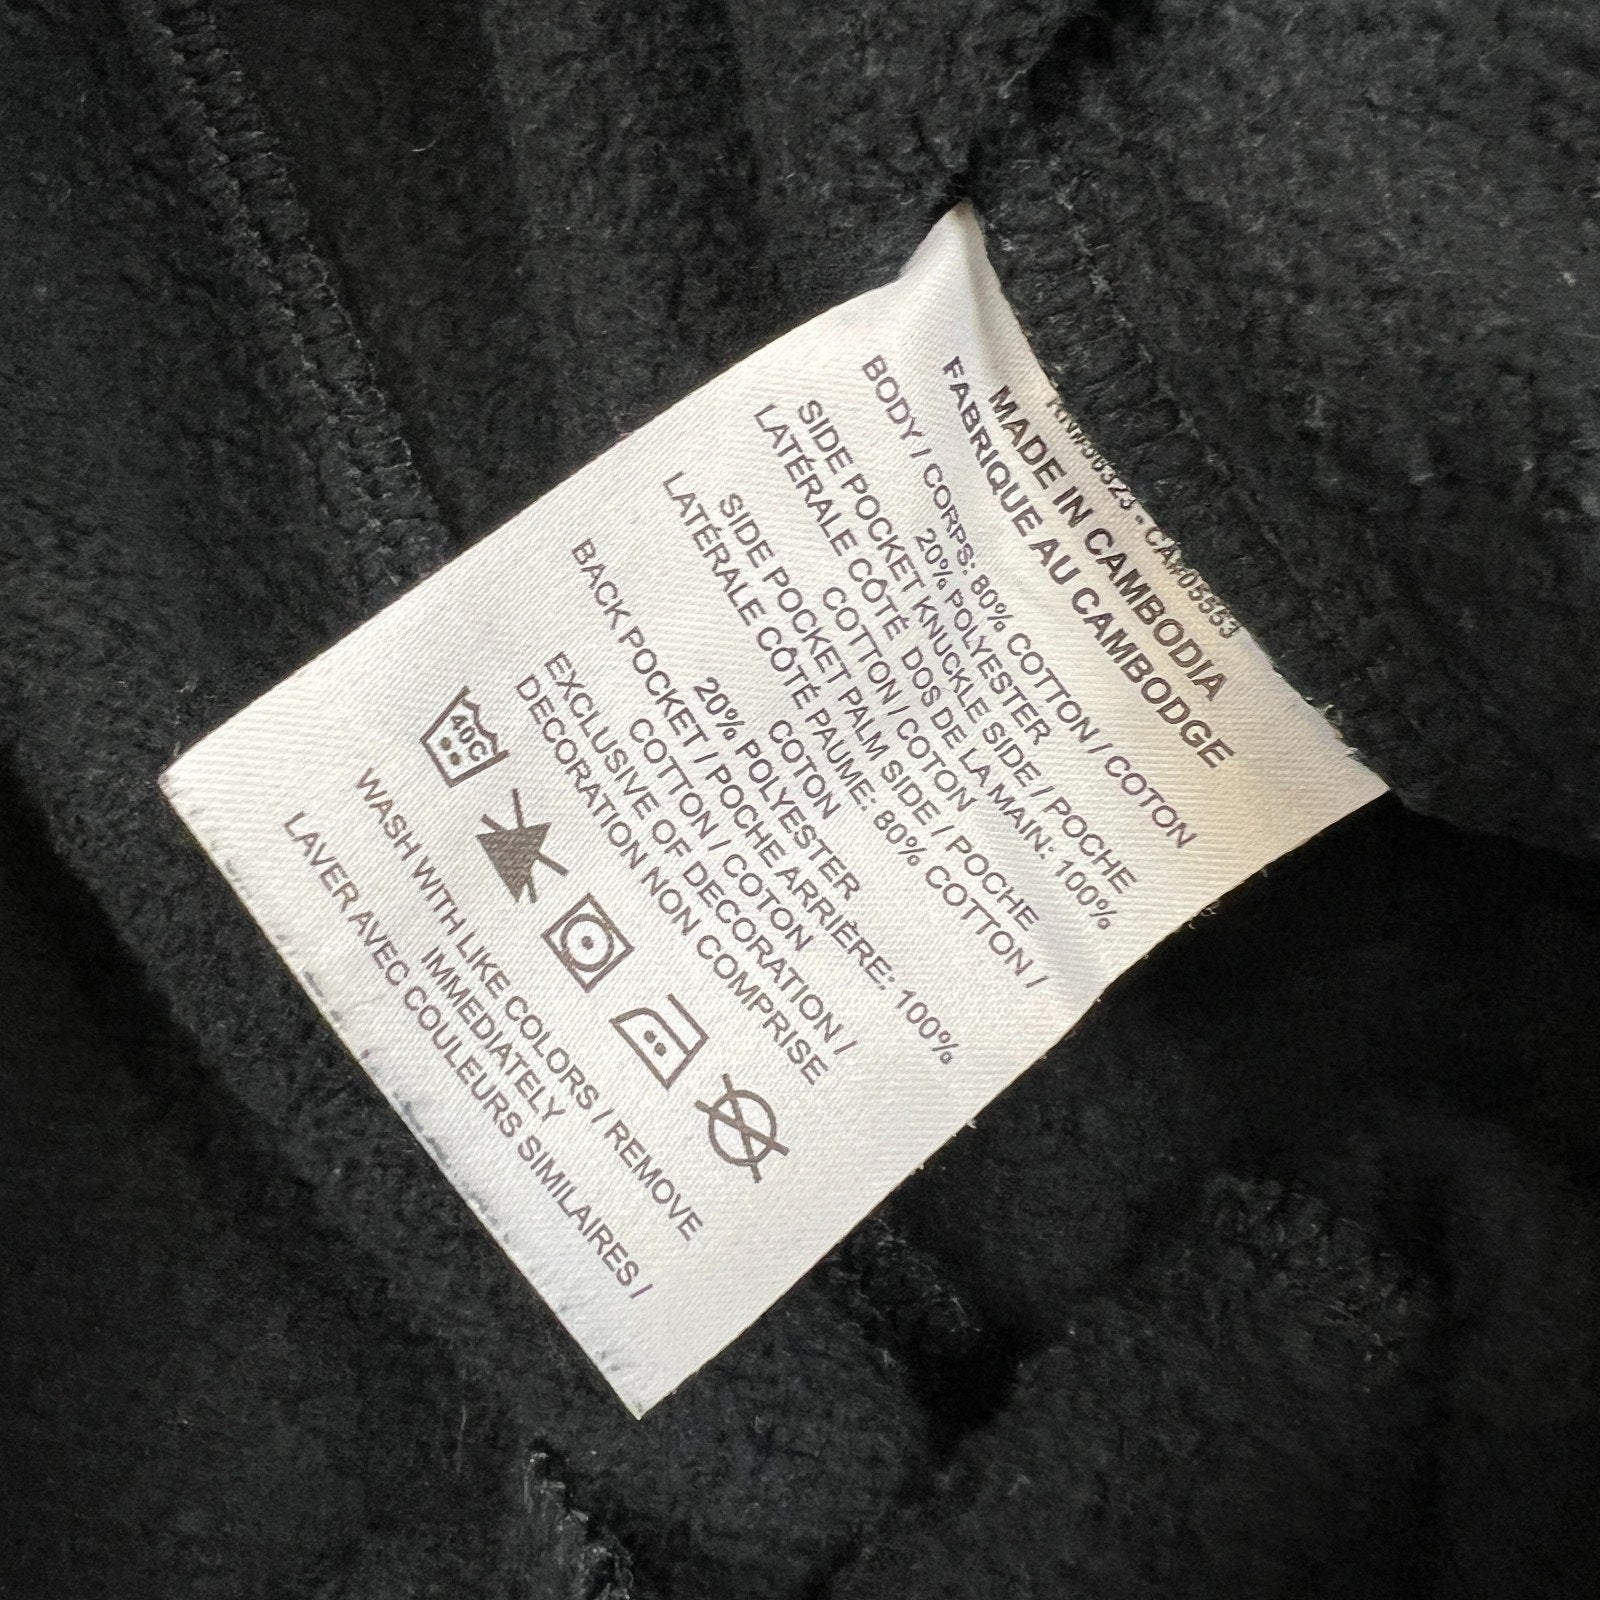 MADE IN CAMBODIA
FABRIQUE AU CAMBODGE
BODY / CORPS: 80% COTTON / COTON
20% POLYESTER
SIDE POCKET KNUCKLE SIDE / POCHE
LATÉRALE CÔTÉ DOS DE LA MAIN: 100%
COTTON / COTON
SIDE POCKET PALM SIDE / POCHE
LATÉRALE CÔTÉ PAUME: 80% COTTON /
COTON
20% POLYESTER
BACK POCKET / POCHE ARRIÈRE: 100%
COTTON / COTON
EXCLUSIVE OF DECORATION /
DECORATION NON COMPRISE
40C
WASH WITH LIKE COLORS / REMOVE
IMMEDIATELY
LAVER AVEC COULEURS SIMILAIRES /